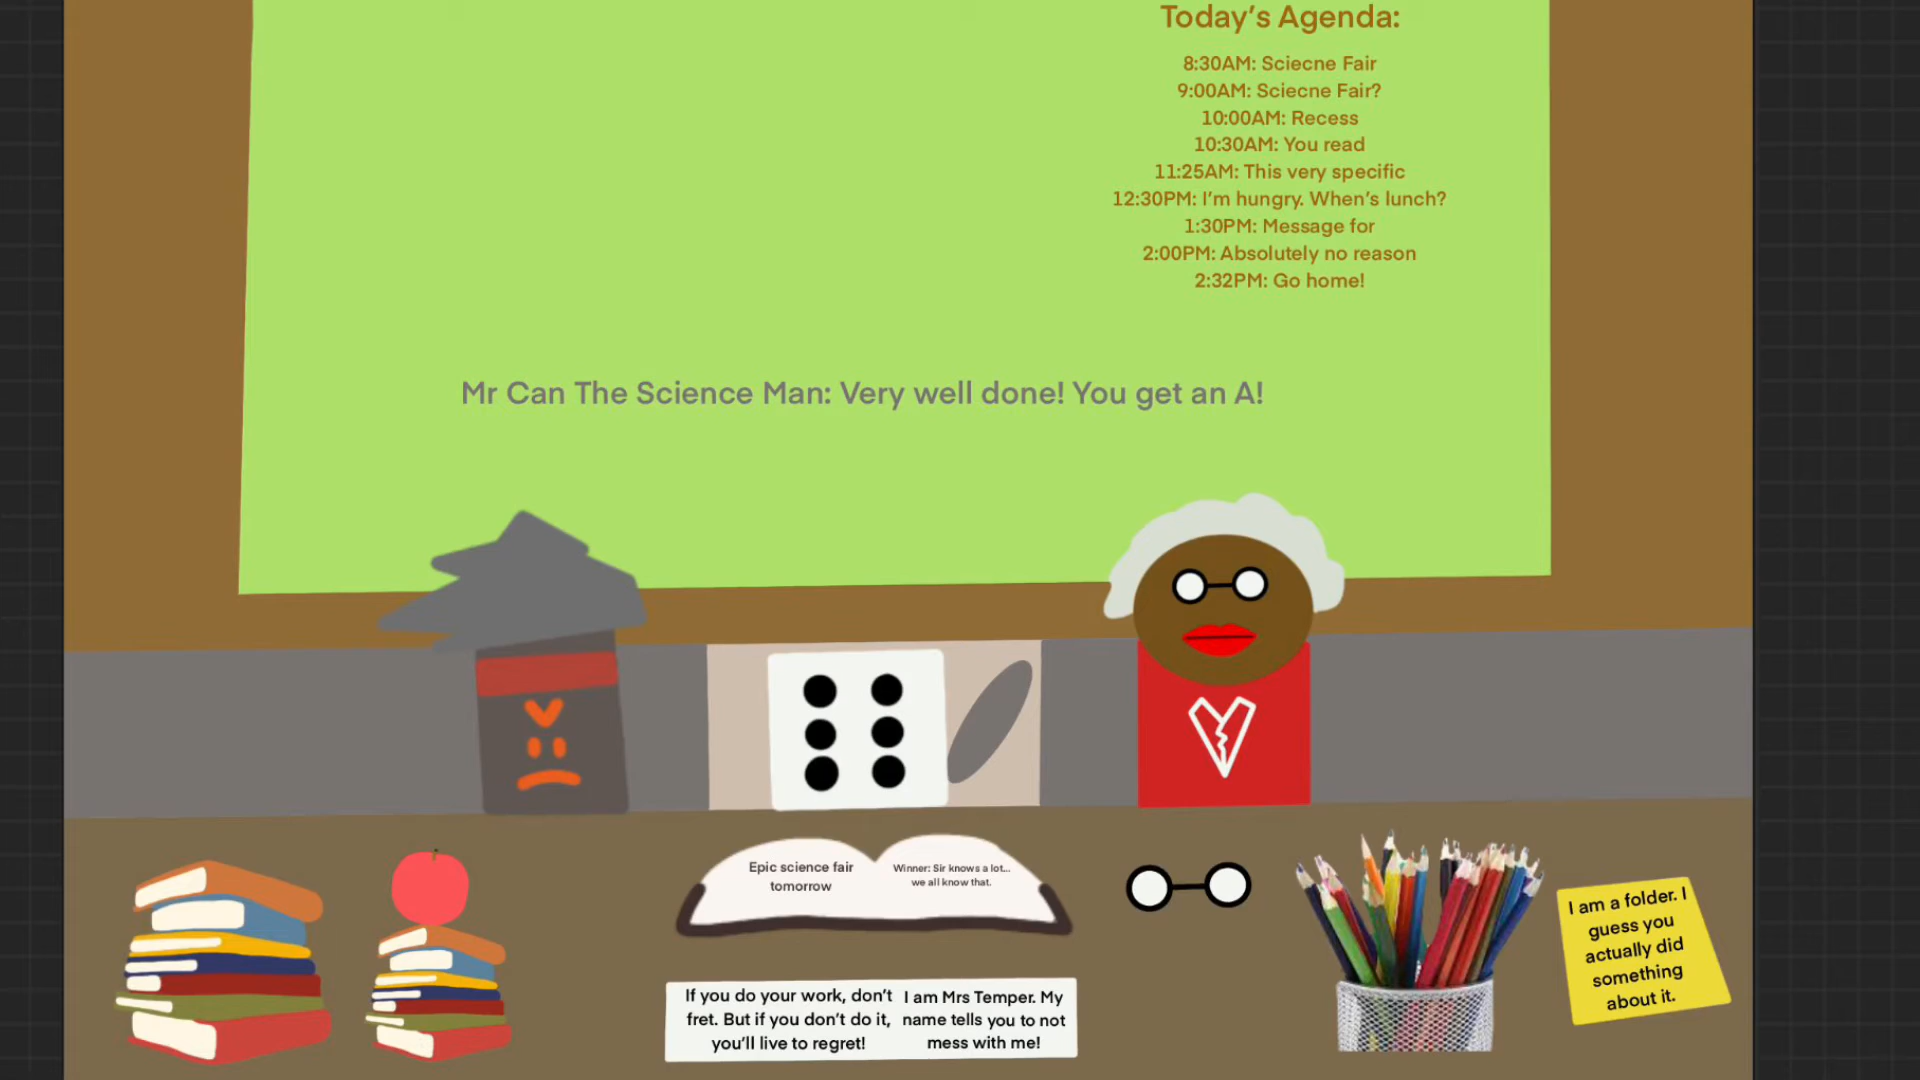 Today's Agenda:
8:30AM: Sciecne Fair
9:00AM: Sciecne Fair?
10:00AM: Recess
10:30AM: You read
11:25AM: This very specific
12:30PM: I'm hungry. When's lunch?
1:30PM: Message for
2:00PM: Absolutely no reason
2:32PM: Go home!
Mr Can The Science Man: Very well done! You get an A!
Epic science fair
tomorrow
Winner: Sir knows a lot...
we all know that.
If you do your work, don't
fret. But if you don't do it,
you'll live to regret!
I am Mrs Temper. My
name tells you to not
mess with me!
I am a folder. I
guess you
actually did
something
about it.